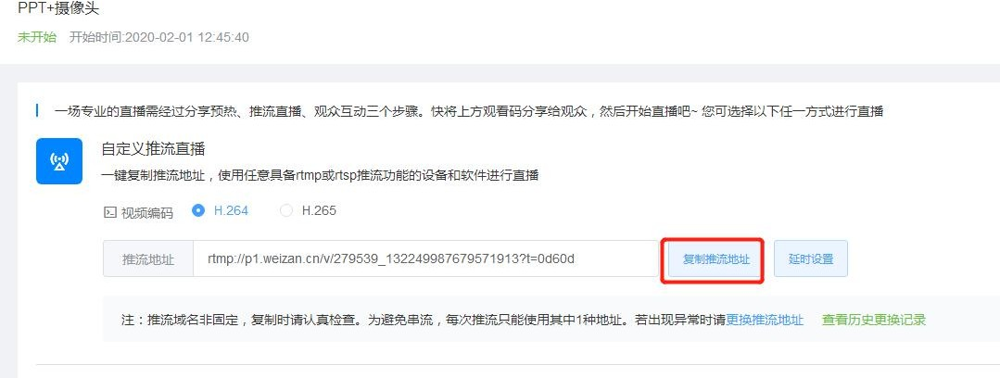 PPT+摄像头
未开始 开始时间:2020-02-01 12:45:40
一场专业的直播需经过分享预热、推流直播、观众互动三个步骤。快将上方观看码分享给观众，然后开始直播吧~ 您可选择以下任一方式进行直播
自定义推流直播
一键复制推流地址，使用任意具备rtmp或rtsp推流功能的设备和软件进行直播
视频编码 H.264 H.265
推流地址 rtmp://p1.weizan.cn/v/279539_132249987679571913?t=0d60d 复制推流地址 延时设置
注：推流域名非固定，复制时请认真检查。为避免串流，每次推流只能使用其中1种地址。若出现异常时请更换推流地址 查看历史更换记录